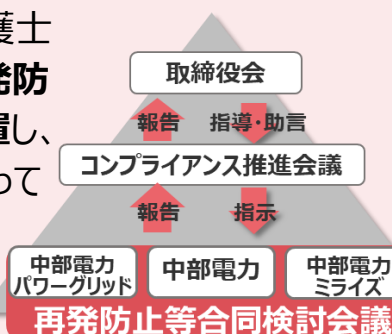 護士
発防
置し、
って
取締役会
報告 指導・助言
コンプライアンス推進会議
報告 指示
中部電力
パワーグリッド
中部電力
中部電力
ミライズ
再発防止等合同検討会議